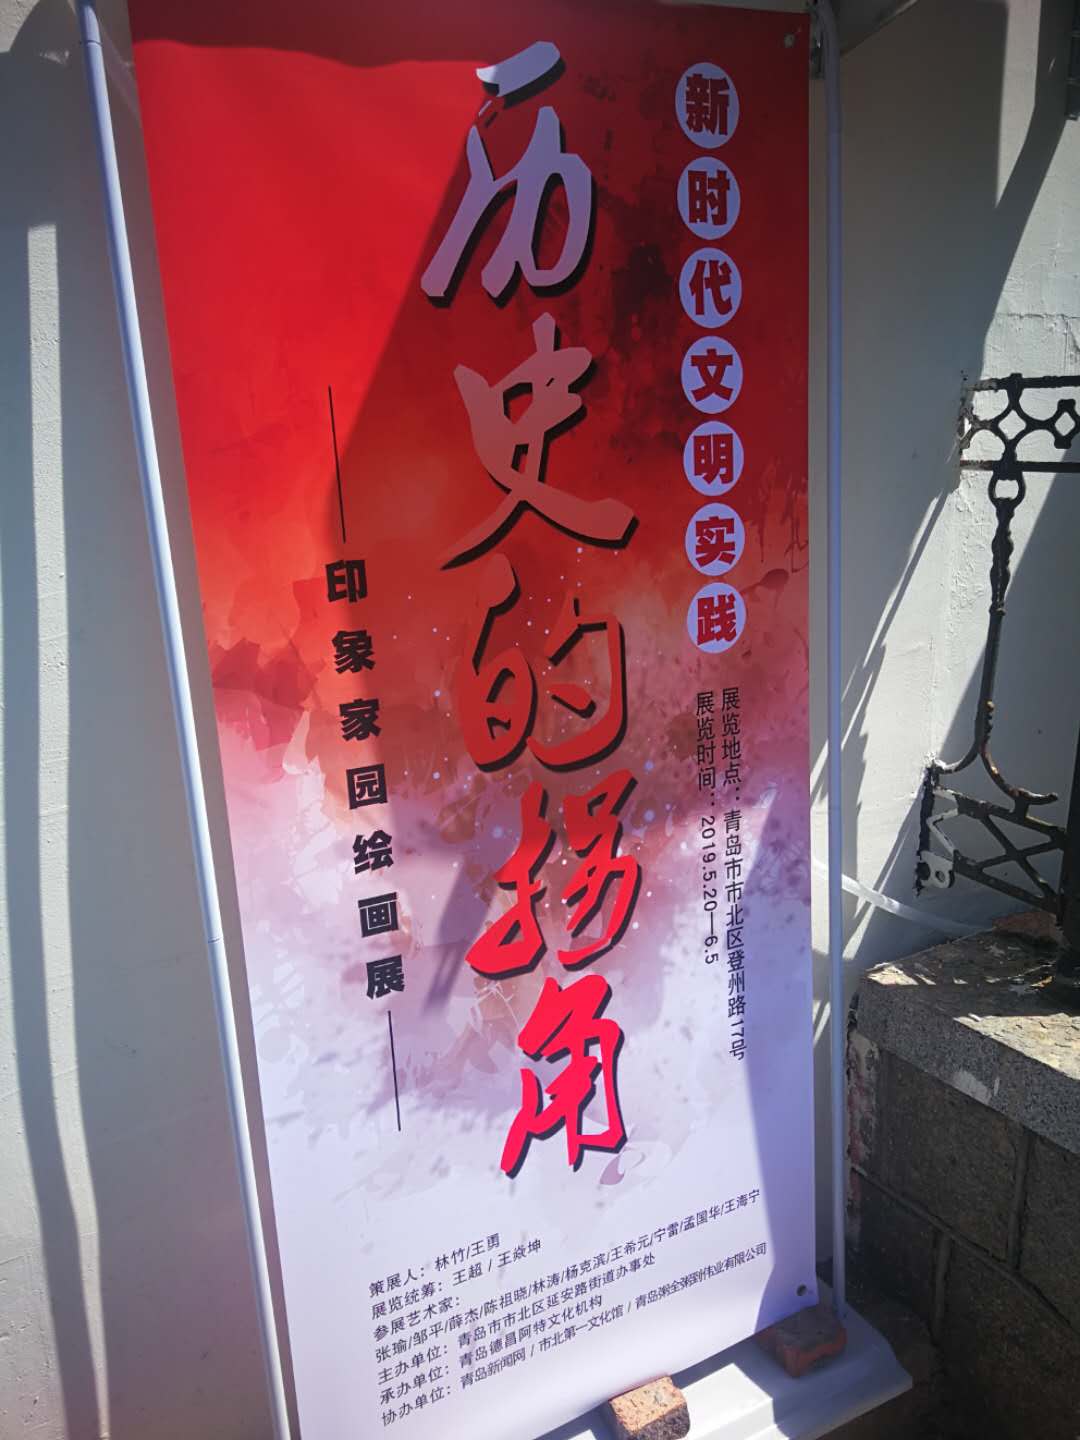 新时代文明实践
历史的拐角
印象家园绘画展
展览地点：青岛市市北区登州路17号
展览时间：2019.5.20—6.5
策展人：林竹/王勇
展览统筹：王超 / 王焱坤
参展艺术家：
张瑜/邹平/薛杰/陈祖晓/林涛/杨克滨/王希元/宁雷/孟国华/王海宁
主办单位：青岛市市北区延安路街道办事处
承办单位：青岛德昌阿特文化机构
协办单位：青岛新闻网 / 市北第一文化馆 / 青岛粥全粥到伟业有限公司